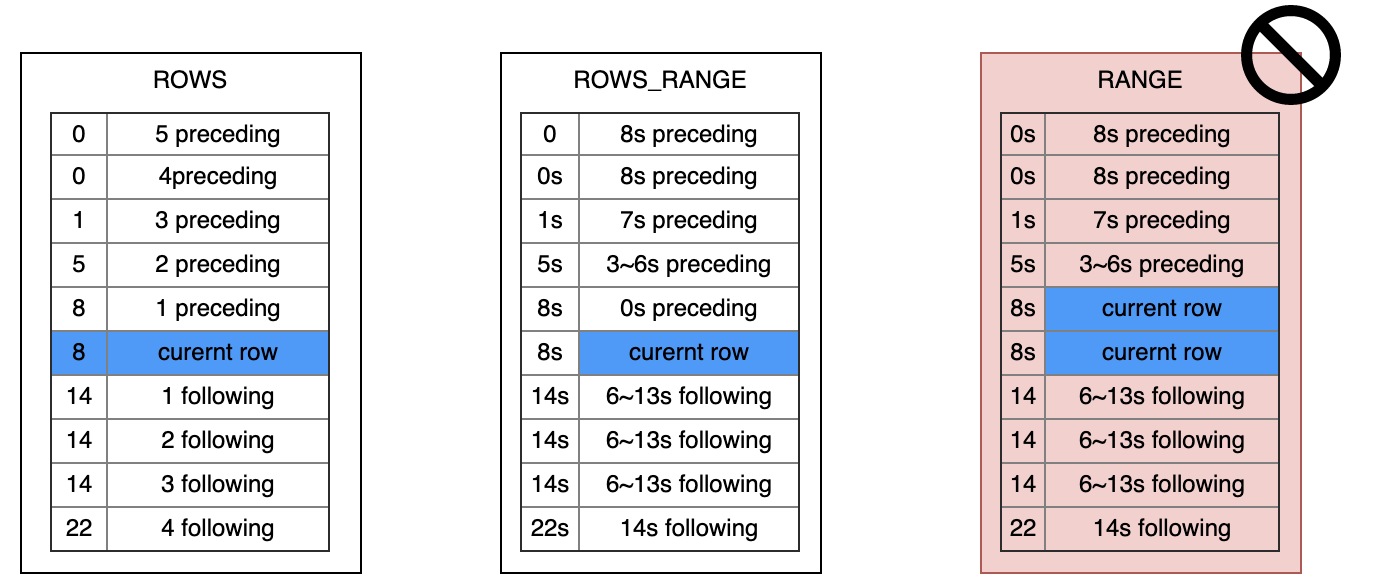 ROWS
0 5 preceding
0 4preceding
1 3 preceding
5 2 preceding
8 1 preceding
8 curernt row
14 1 following
14 2 following
14 3 following
22 4 following
ROWS_RANGE
0 8s preceding
0s 8s preceding
1s 7s preceding
5s 3~6s preceding
8s 0s preceding
8s curernt row
14s 6~13s following
14s 6~13s following
14s 6~13s following
22s 14s following
RANGE
0s 8s preceding
0s 8s preceding
1s 7s preceding
5s 3~6s preceding
8s current row
8s curernt row
14 6~13s following
14 6~13s following
14 6~13s following
22 14s following